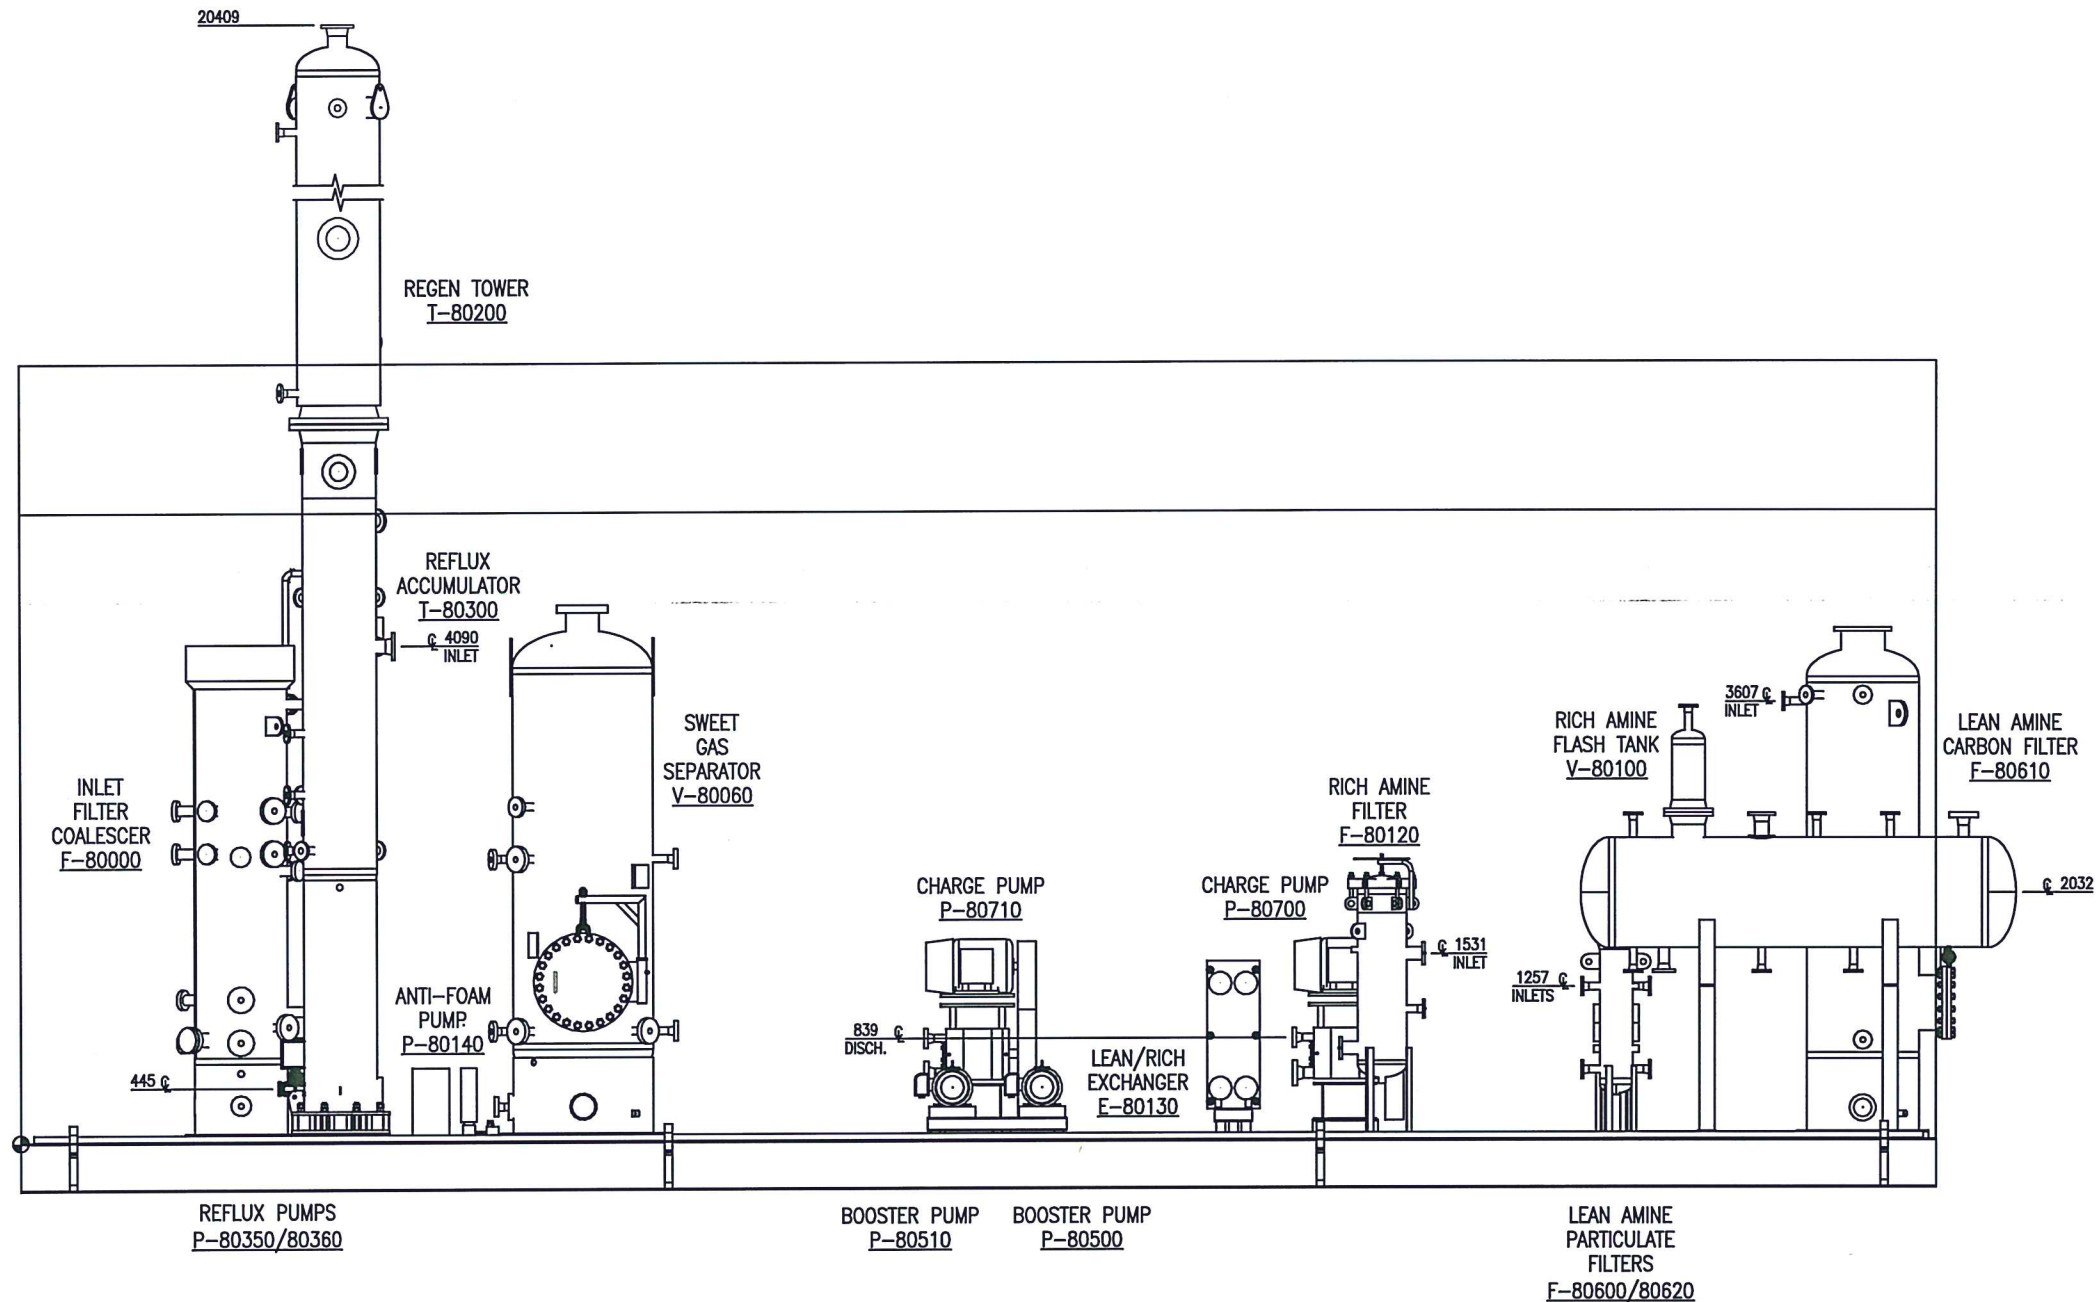 20409
REGEN TOWER
T-80200
REFLUX
ACCUMULATOR
T-80300
℄ 4090
INLET
INLET
FILTER
COALESCER
F-80000
SWEET
GAS
SEPARATOR
V-80060
ANTI-FOAM
PUMP.
P-80140
445 ℄
CHARGE PUMP
P-80710
839 ℄
DISCH.
LEAN/RICH
EXCHANGER
E-80130
CHARGE PUMP
P-80700
RICH AMINE
FILTER
F-80120
℄ 1531
INLET
RICH AMINE
FLASH TANK
V-80100
3607 ℄
INLET
LEAN AMINE
CARBON FILTER
F-80610
℄ 2032
1257 ℄
INLETS
REFLUX PUMPS
P-80350/80360
BOOSTER PUMP
P-80510
BOOSTER PUMP
P-80500
LEAN AMINE
PARTICULATE
FILTERS
F-80600/80620